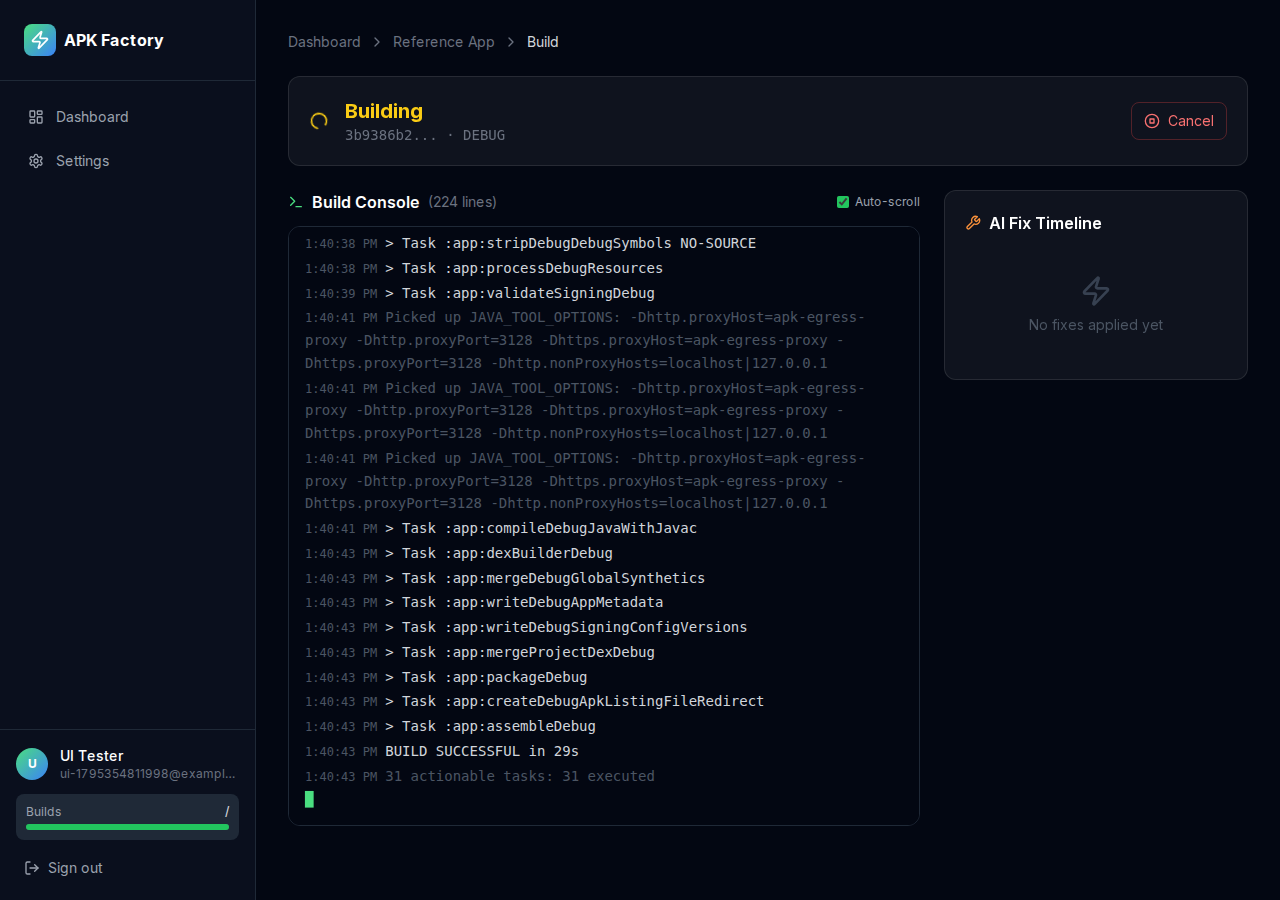 APK Factory
Dashboard
Settings
UI Tester
ui-1795354811998@exampl...
Builds /
Sign out
Dashboard > Reference App > Build
Building
3b9386b2... · DEBUG
Cancel
Build Console (224 lines)
Auto-scroll
1:40:38 PM > Task :app:stripDebugDebugSymbols NO-SOURCE
1:40:38 PM > Task :app:processDebugResources
1:40:39 PM > Task :app:validateSigningDebug
1:40:41 PM Picked up JAVA_TOOL_OPTIONS: -Dhttp.proxyHost=apk-egress-
proxy -Dhttp.proxyPort=3128 -Dhttps.proxyHost=apk-egress-proxy -
Dhttps.proxyPort=3128 -Dhttp.nonProxyHosts=localhost|127.0.0.1
1:40:41 PM Picked up JAVA_TOOL_OPTIONS: -Dhttp.proxyHost=apk-egress-
proxy -Dhttp.proxyPort=3128 -Dhttps.proxyHost=apk-egress-proxy -
Dhttps.proxyPort=3128 -Dhttp.nonProxyHosts=localhost|127.0.0.1
1:40:41 PM Picked up JAVA_TOOL_OPTIONS: -Dhttp.proxyHost=apk-egress-
proxy -Dhttp.proxyPort=3128 -Dhttps.proxyHost=apk-egress-proxy -
Dhttps.proxyPort=3128 -Dhttp.nonProxyHosts=localhost|127.0.0.1
1:40:41 PM > Task :app:compileDebugJavaWithJavac
1:40:43 PM > Task :app:dexBuilderDebug
1:40:43 PM > Task :app:mergeDebugGlobalSynthetics
1:40:43 PM > Task :app:writeDebugAppMetadata
1:40:43 PM > Task :app:writeDebugSigningConfigVersions
1:40:43 PM > Task :app:mergeProjectDexDebug
1:40:43 PM > Task :app:packageDebug
1:40:43 PM > Task :app:createDebugApkListingFileRedirect
1:40:43 PM > Task :app:assembleDebug
1:40:43 PM BUILD SUCCESSFUL in 29s
1:40:43 PM 31 actionable tasks: 31 executed
AI Fix Timeline
No fixes applied yet
U